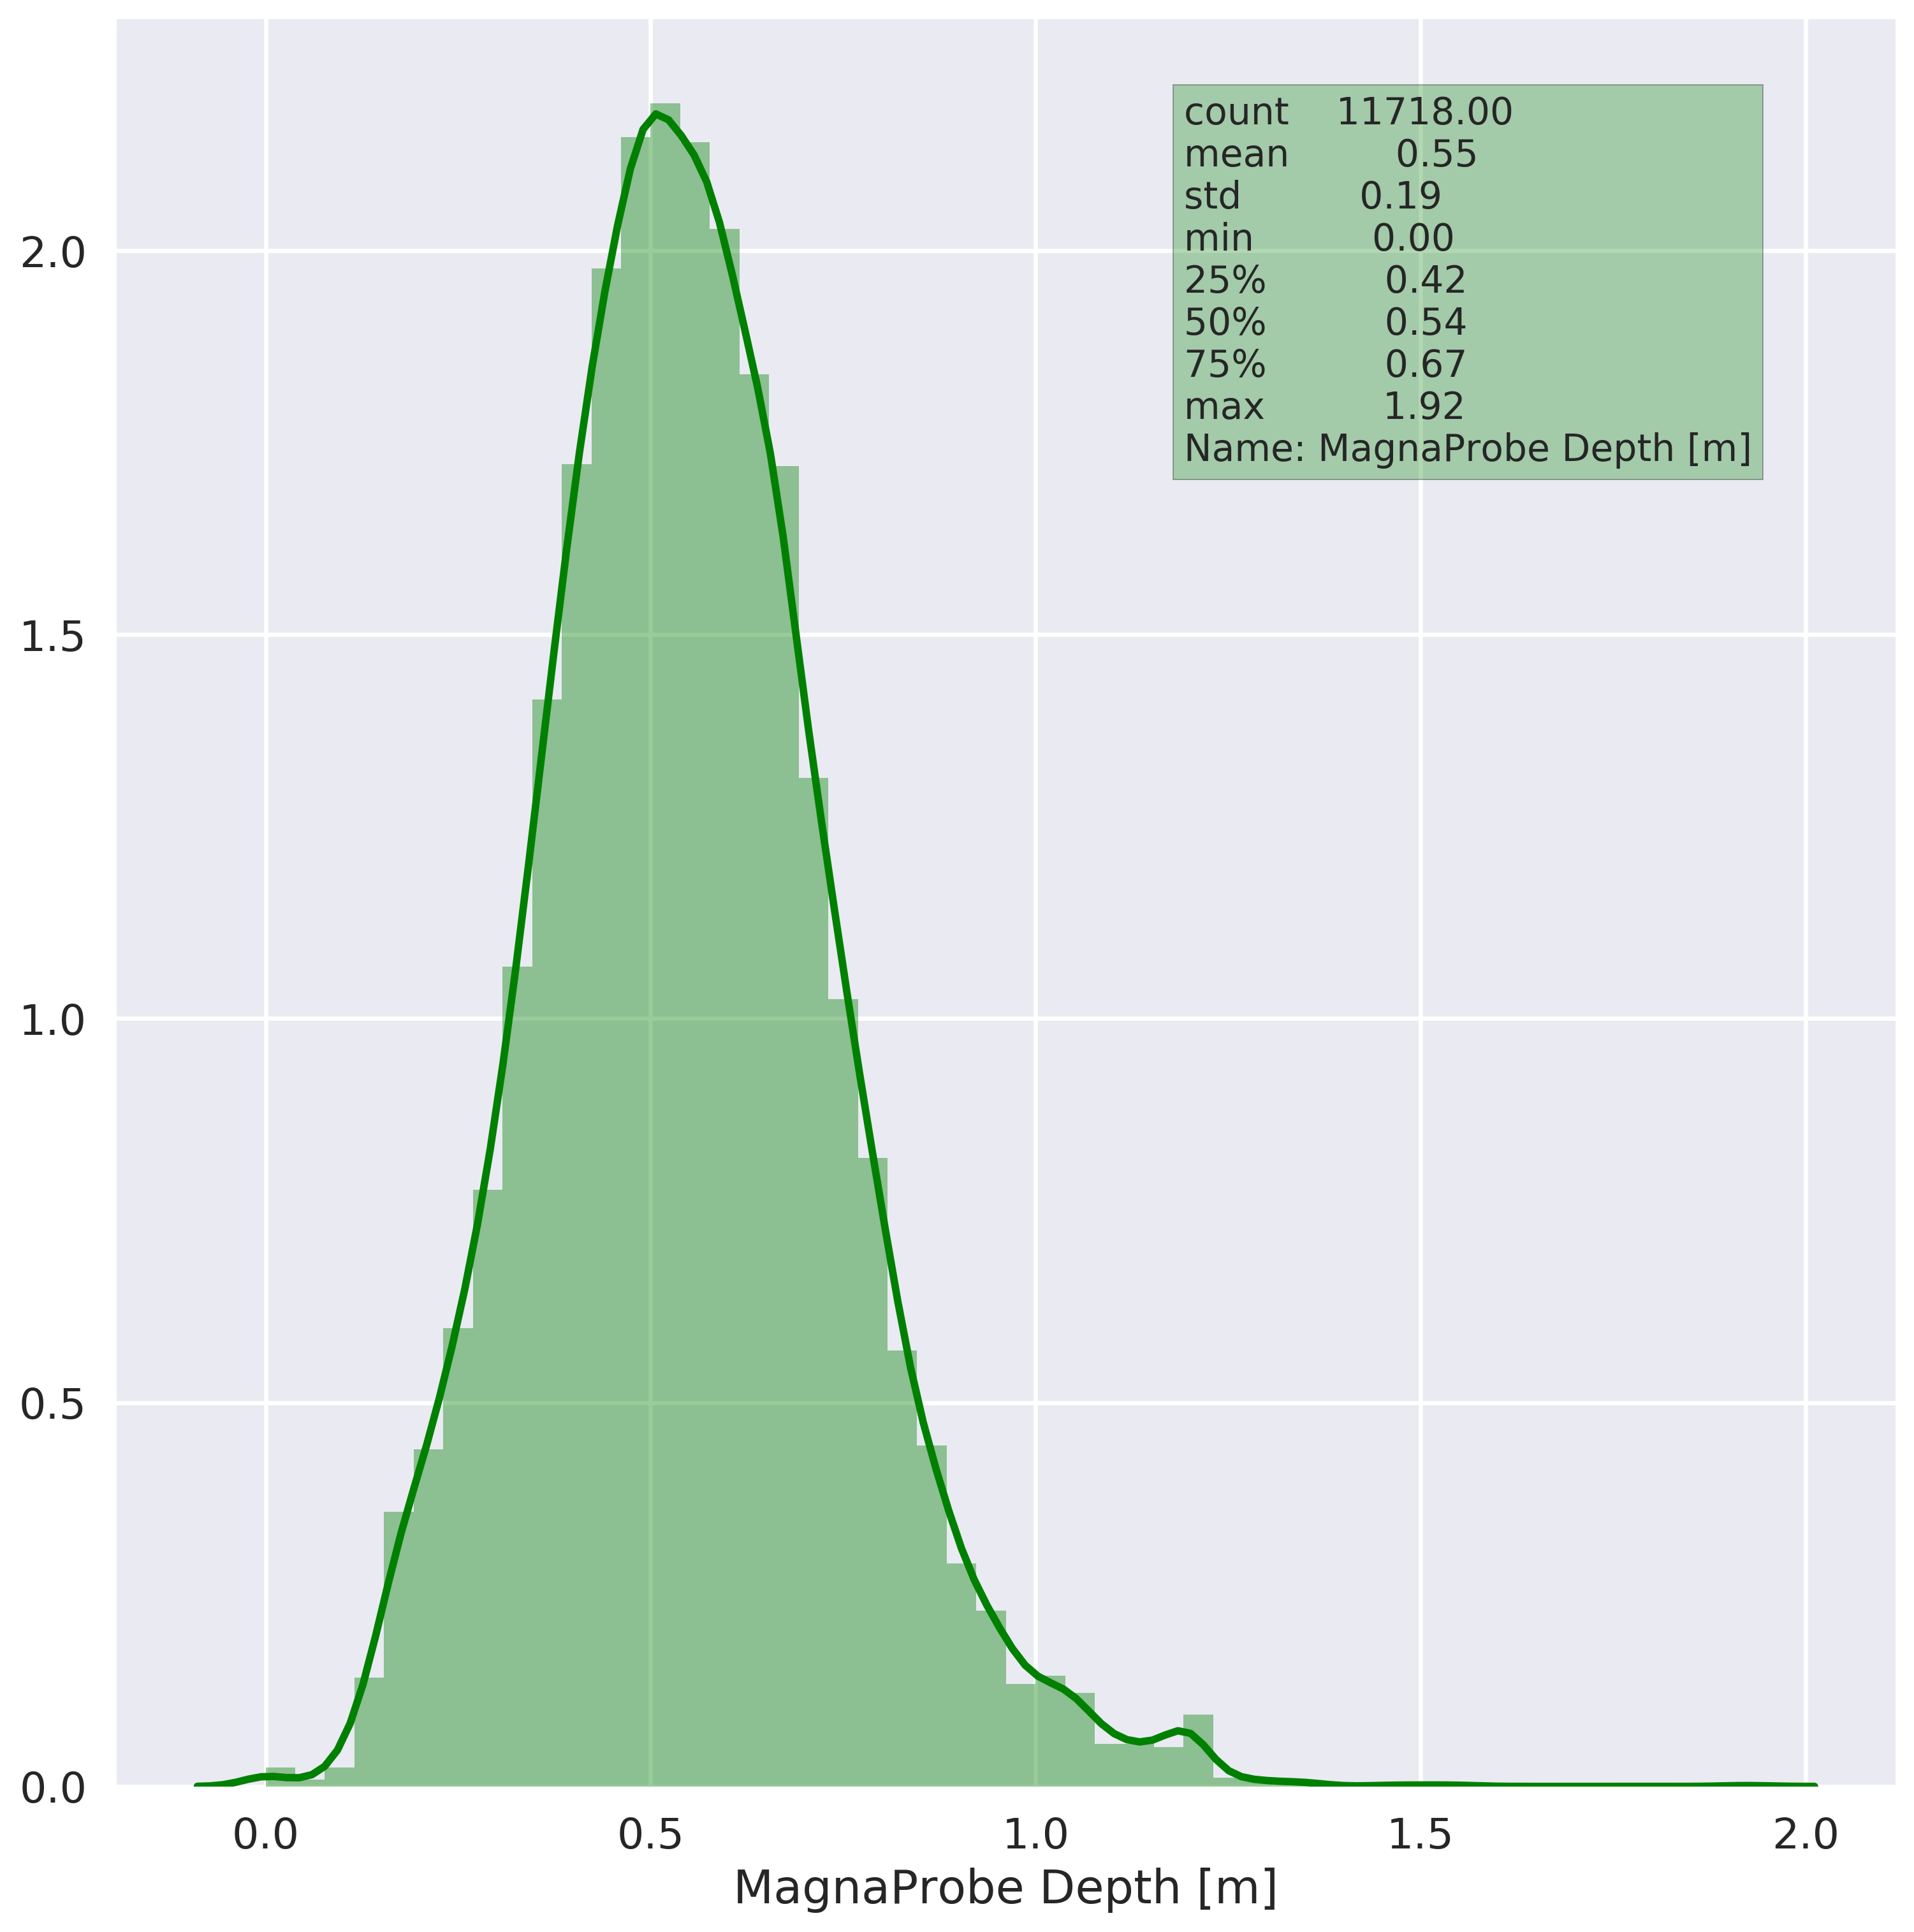 count 11718.00
mean 0.55
std 0.19
min 0.00
25% 0.42
50% 0.54
75% 0.67
max 1.92
Name: MagnaProbe Depth [m]
2.0
1.5
1.0
0.5
0.0
0.0 0.5 1.0 1.5 2.0
MagnaProbe Depth [m]